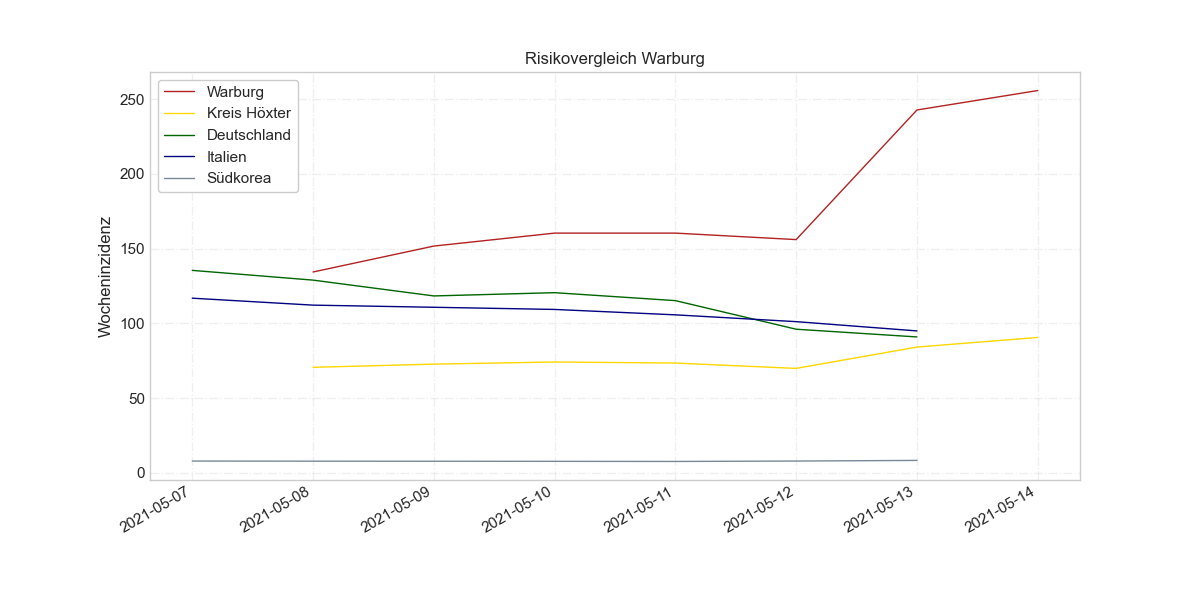 Risikovergleich Warburg
Warburg
Kreis Höxter
Deutschland
Italien
Südkorea
Wocheninzidenz
250
200
150
100
50
0
2021-05-07
2021-05-08
2021-05-09
2021-05-10
2021-05-11
2021-05-12
2021-05-13
2021-05-14